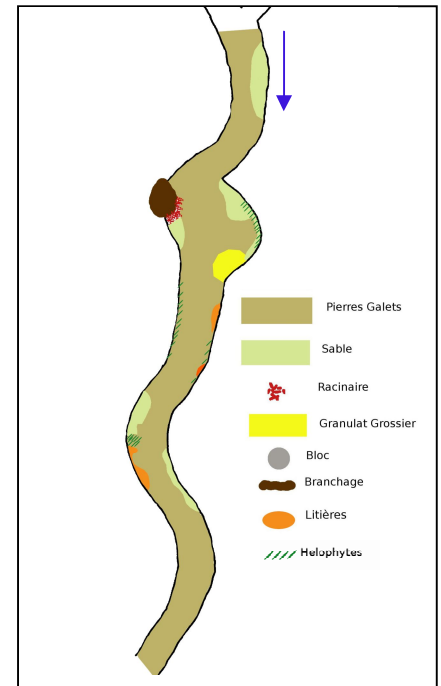 Pierres Galets
Sable
Racinaire
Granulat Grossier
Bloc
Branchage
Litières
Helophytes